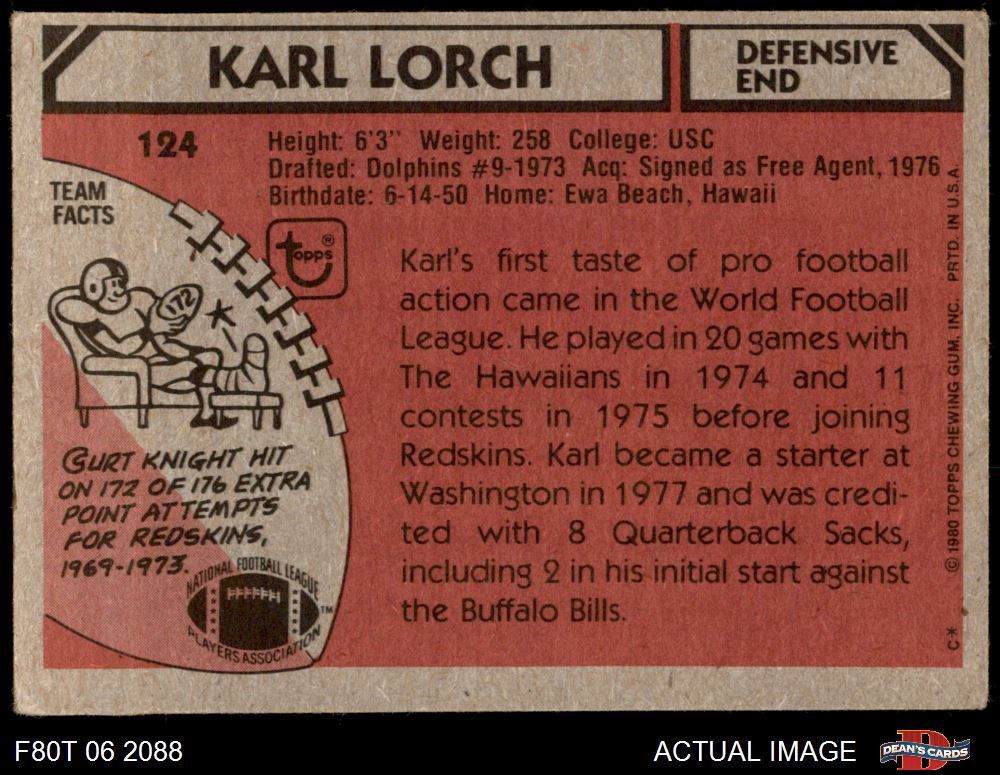 KARL LORCH
DEFENSIVE
END
124
Height: 6'3" Weight: 258 College: USC
Drafted: Dolphins #9-1973 Acq: Signed as Free Agent, 1976
Birthdate: 6-14-50 Home: Ewa Beach, Hawaii
TEAM
FACTS
topps®
172
CURT KNIGHT HIT
ON 172 OF 176 EXTRA
POINT ATTEMPTS
FOR REDSKINS,
1969-1973.
NATIONAL FOOTBALL LEAGUE
PLAYERS ASSOCIATION
TM
Karl's first taste of pro football
action came in the World Football
League. He played in 20 games with
The Hawaiians in 1974 and 11
contests in 1975 before joining
Redskins. Karl became a starter at
Washington in 1977 and was credi-
ted with 8 Quarterback Sacks,
including 2 in his initial start against
the Buffalo Bills.
C* © 1980 TOPPS CHEWING GUM, INC. PRTD. IN U.S.A.
F80T 06 2088
ACTUAL IMAGE
D
DEAN'S CARDS